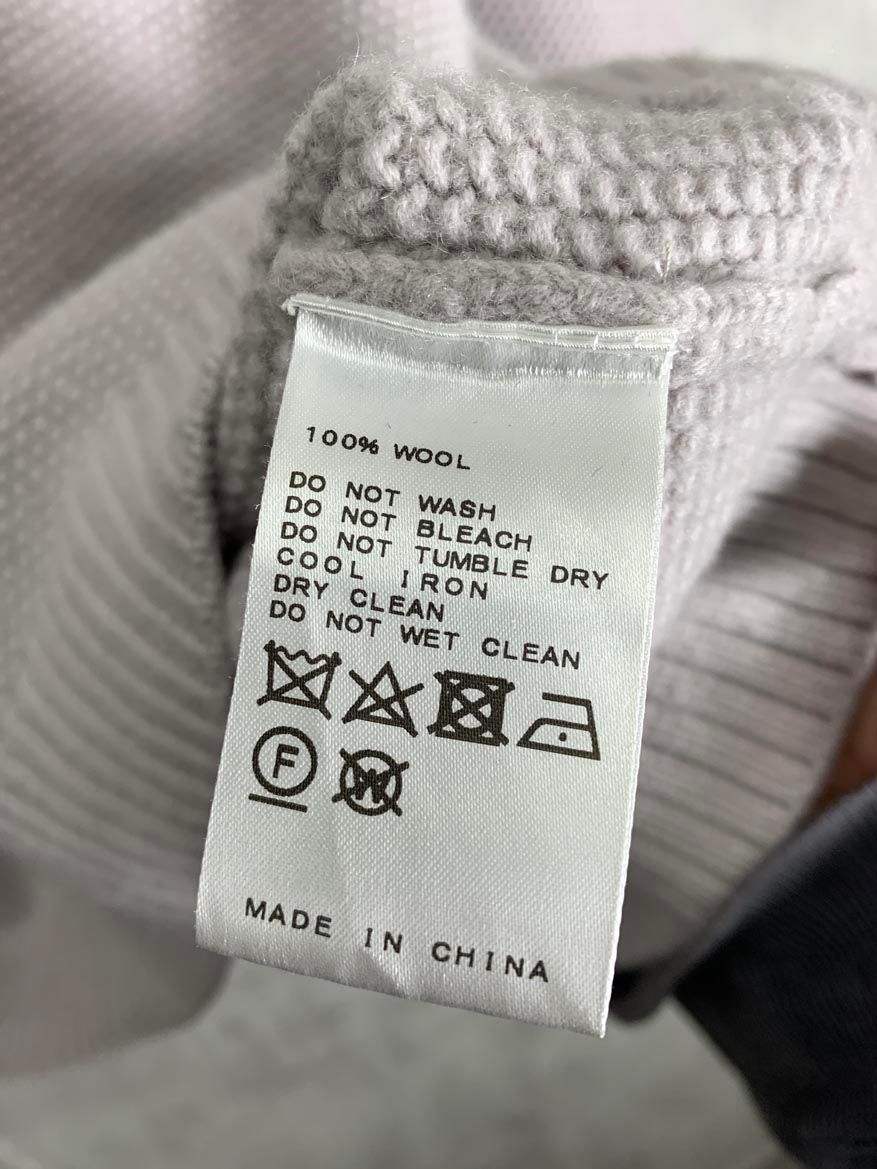 100% WOOL
DO NOT WASH
DO NOT BLEACH
DO NOT TUMBLE DRY
COOL IRON
DRY CLEAN
DO NOT WET CLEAN
F W
MADE IN CHINA